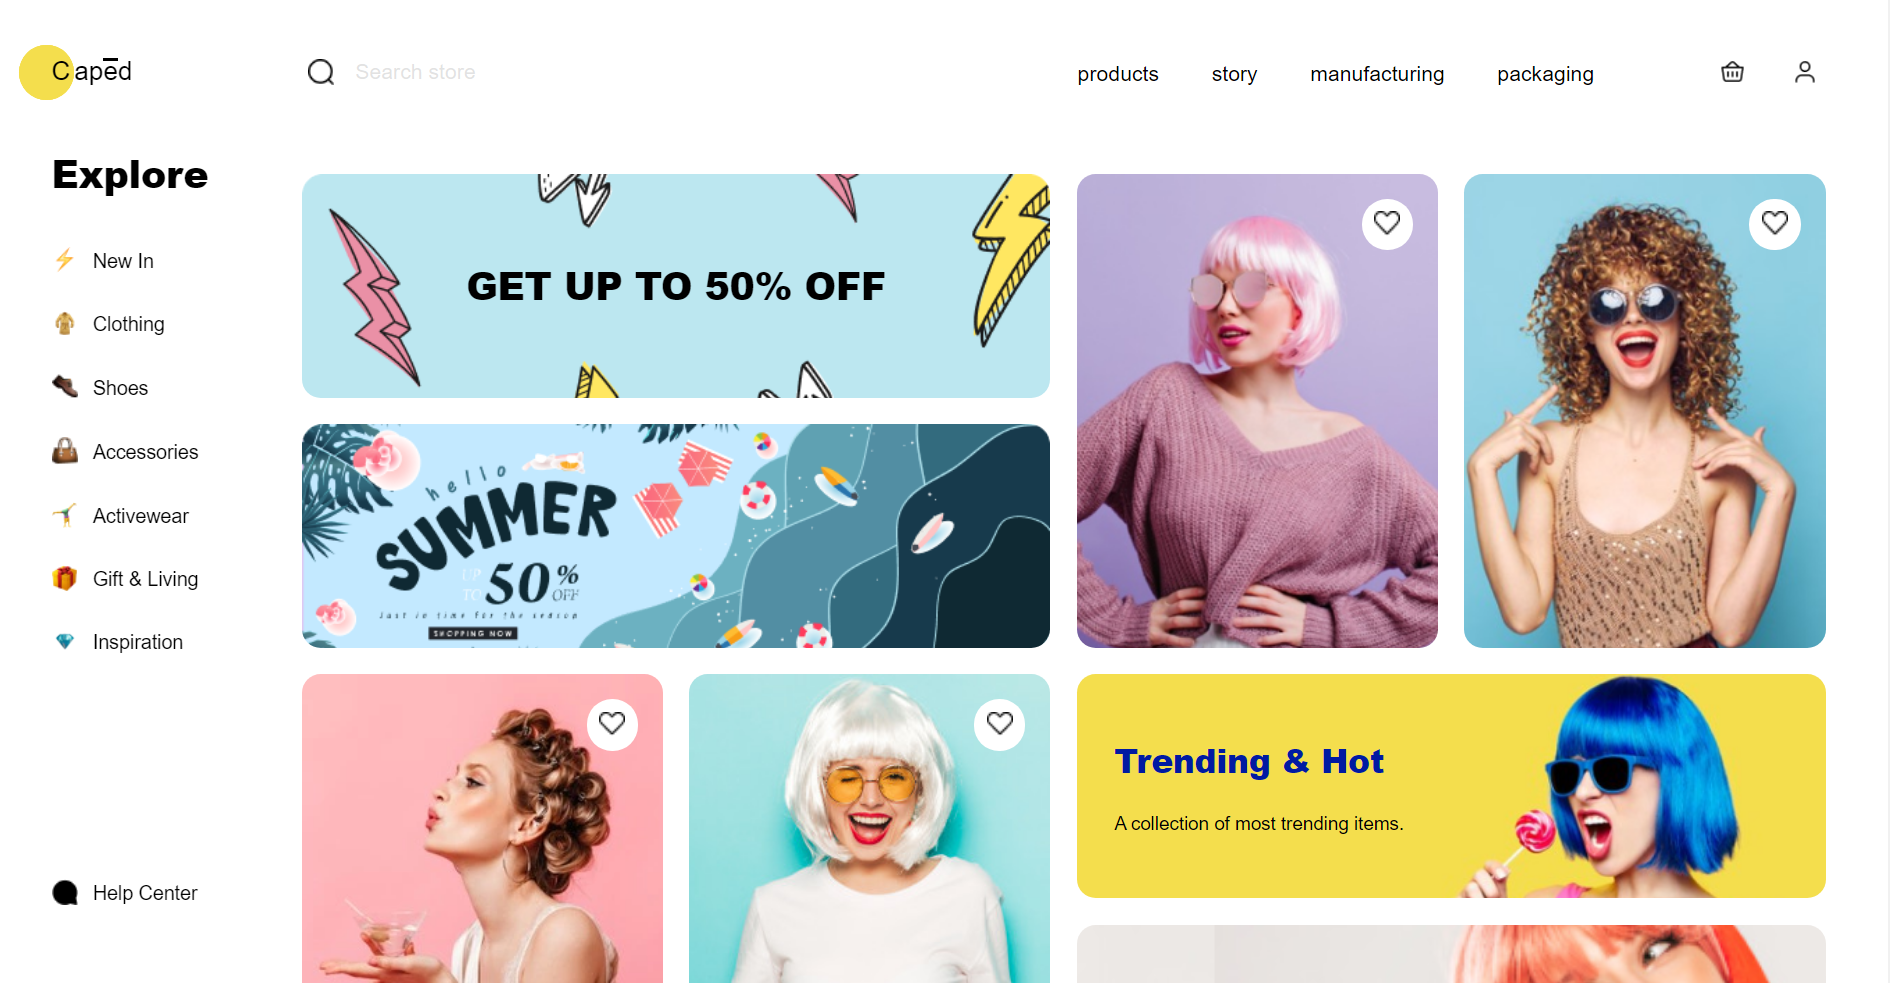 Capēd
Search store
products
story
manufacturing
packaging
Explore
New In
Clothing
Shoes
Accessories
Activewear
Gift & Living
Inspiration
Help Center
GET UP TO 50% OFF
hello
SUMMER
UP TO 50% OFF
Just in time for the season
SHOPPING NOW
Trending & Hot
A collection of most trending items.